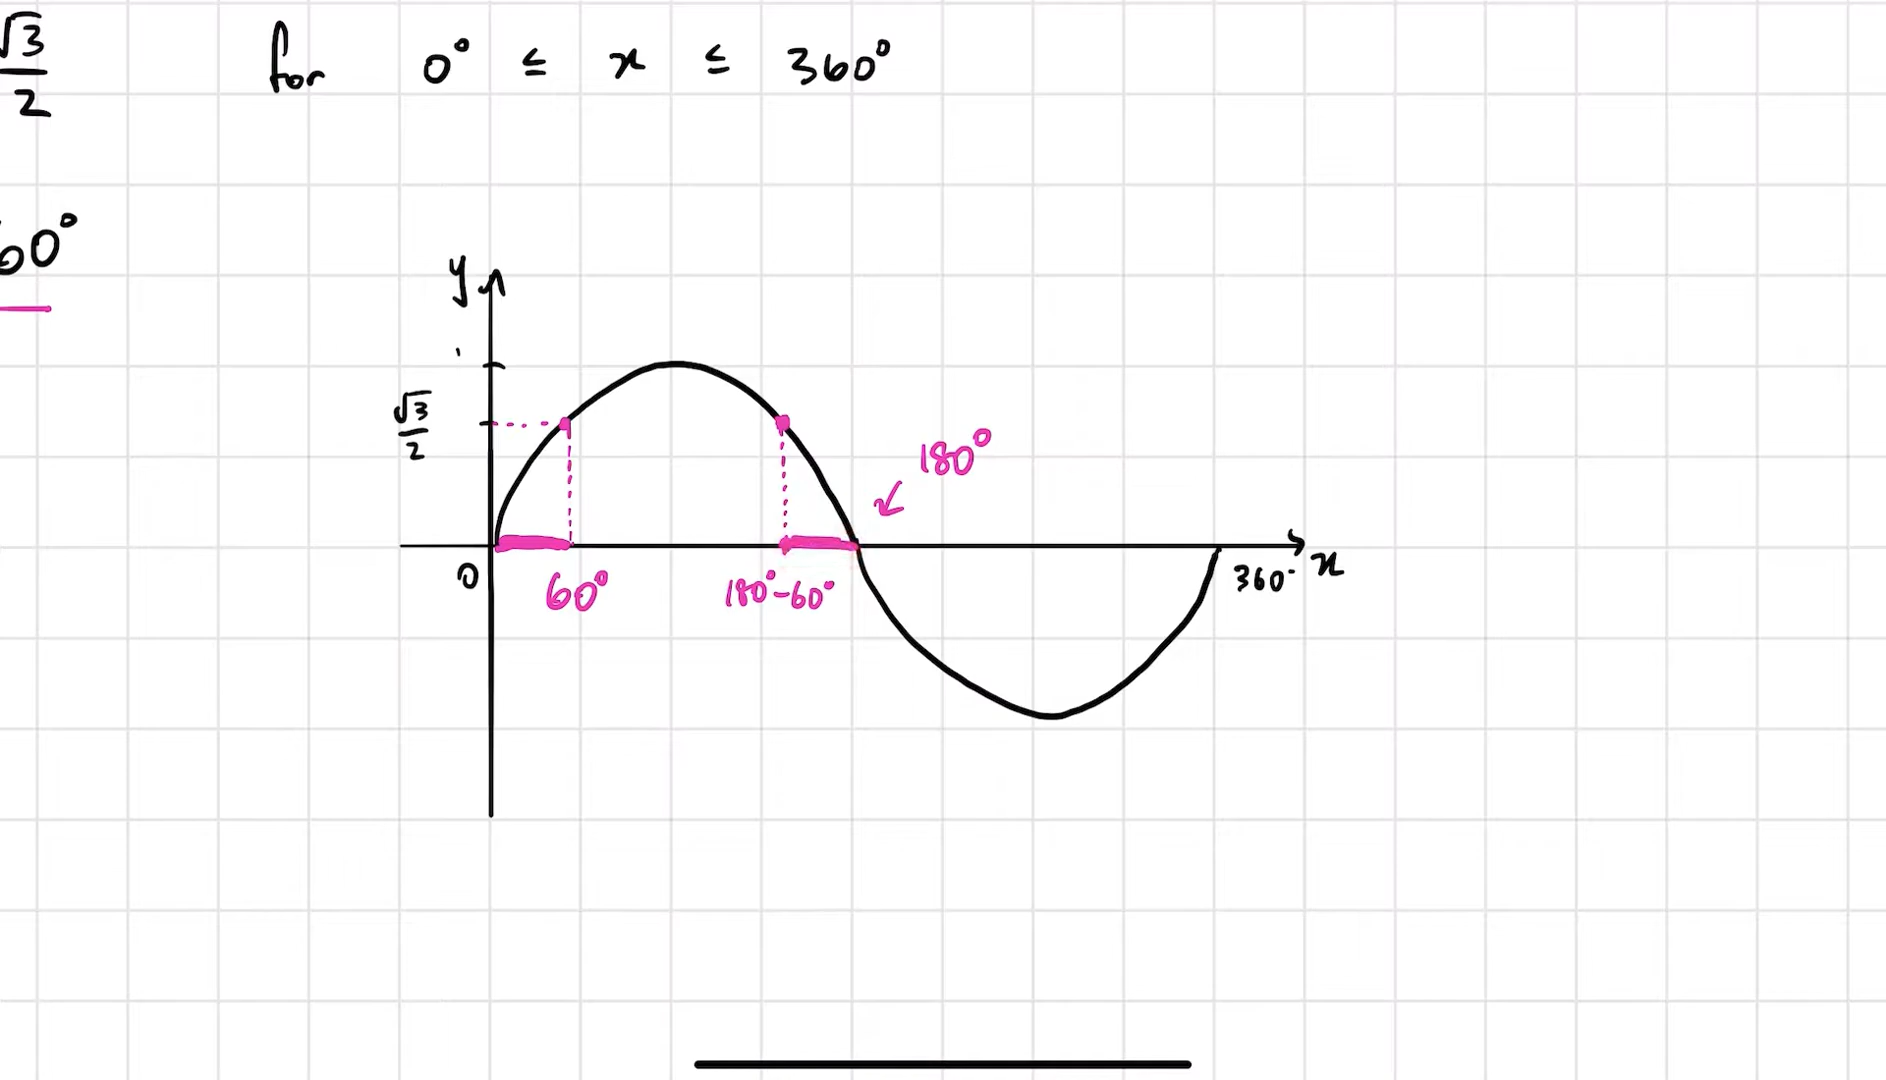 √3/2 for 0° ≤ x ≤ 360°
60°
y
√3/2
180°
0 60° 180°-60° 360° x